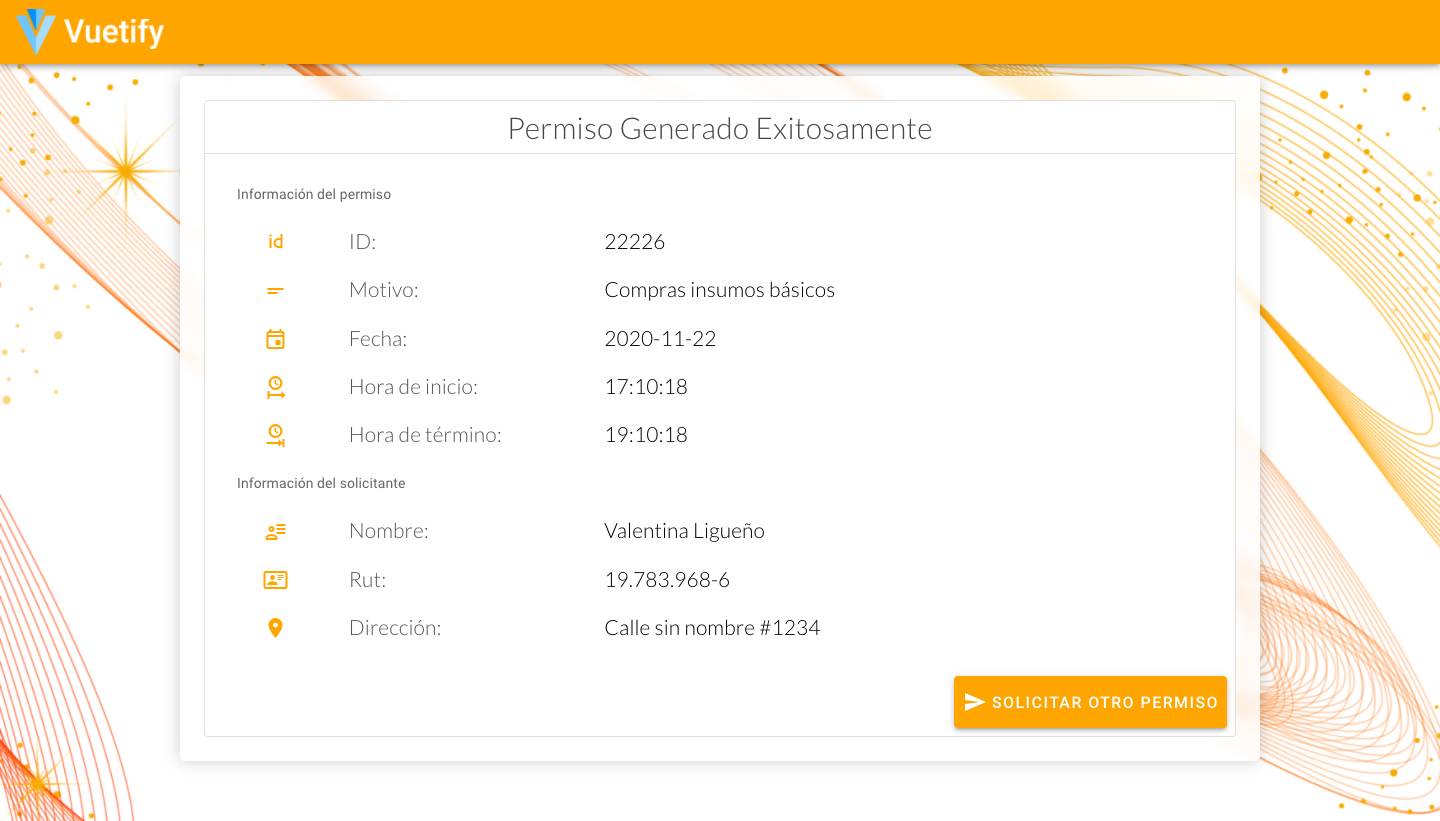 Vuetify
Permiso Generado Exitosamente
Información del permiso
id ID: 22226
Motivo: Compras insumos básicos
Fecha: 2020-11-22
Hora de inicio: 17:10:18
Hora de término: 19:10:18
Información del solicitante
Nombre: Valentina Ligueño
Rut: 19.783.968-6
Dirección: Calle sin nombre #1234
SOLICITAR OTRO PERMISO